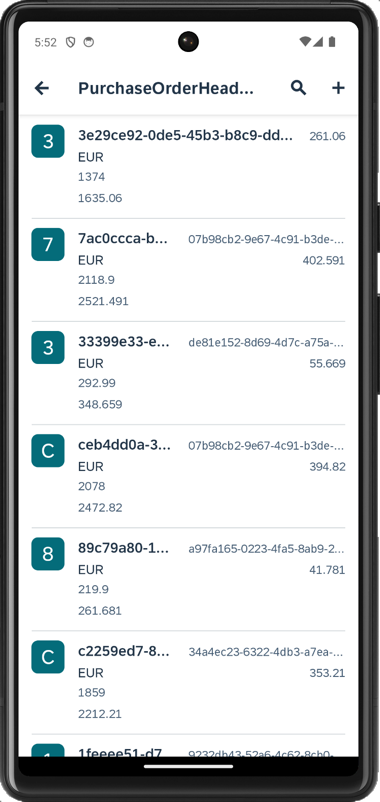 5:52
PurchaseOrderHead...
3 3e29ce92-0de5-45b3-b8c9-dd... 261.06
EUR
1374
1635.06
7 7ac0ccca-b... 07b98cb2-9e67-4c91-b3de-...
EUR 402.591
2118.9
2521.491
3 33399e33-e... de81e152-8d69-4d7c-a75a-...
EUR 55.669
292.99
348.659
C ceb4dd0a-3... 07b98cb2-9e67-4c91-b3de-...
EUR 394.82
2078
2472.82
8 89c79a80-1... a97fa165-0223-4fa5-8ab9-2...
EUR 41.781
219.9
261.681
C c2259ed7-8... 34a4ec23-6322-4db3-a7ea-...
EUR 353.21
1859
2212.21
1 1feeee51-d7... 9232db43-52a6-4c62-8cb0-...